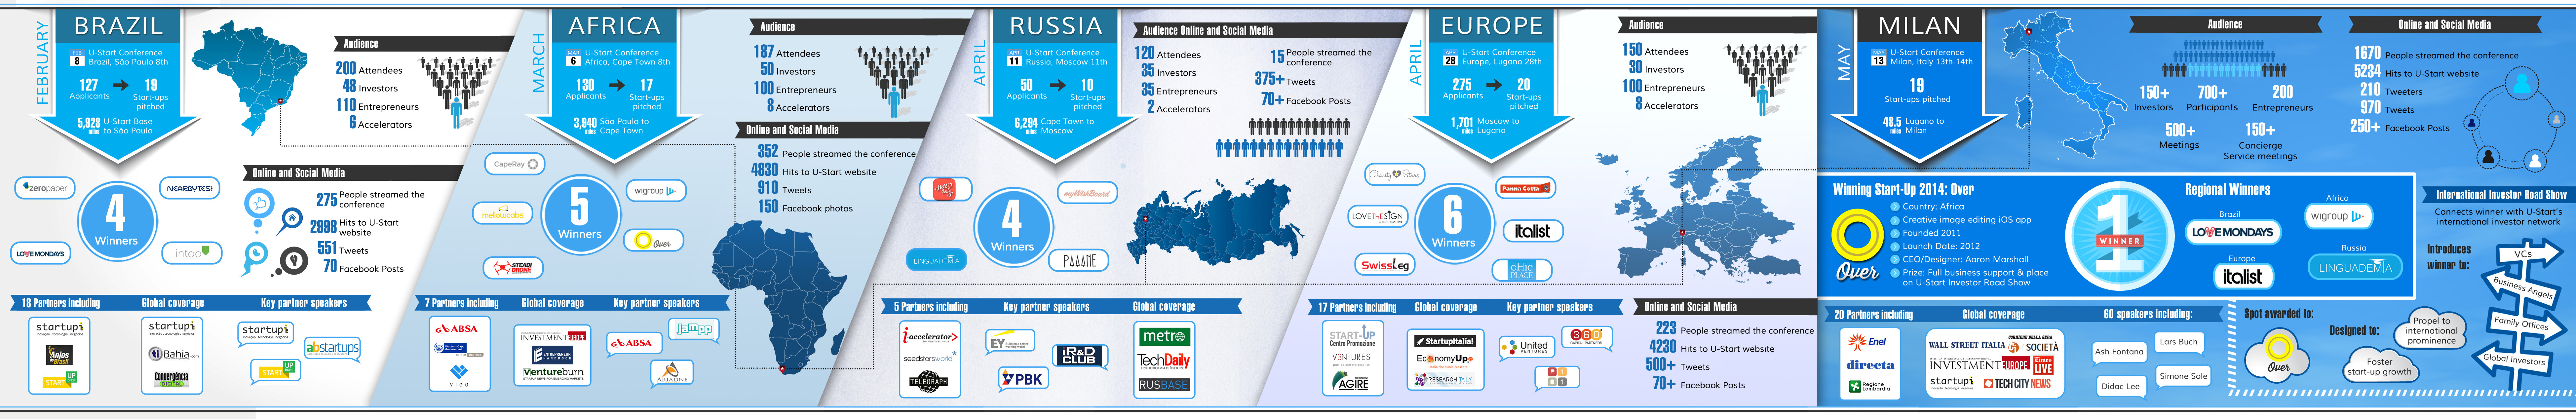 FEBRUARY
BRAZIL
FEB
8
U-Start Conference
Brazil, São Paulo 8th
127
Applicants
19
Start-ups
pitched
5,928 miles
U-Start Base
to São Paulo
Audience
200 Attendees
48 Investors
110 Entrepreneurs
6 Accelerators
Online and Social Media
275 People streamed the
conference
2998 Hits to U-Start
website
551 Tweets
70 Facebook Posts
zeropaper
NEARBYTES!
4
Winners
LOVE MONDAYS
intoo
18 Partners including
Global coverage
Key partner speakers
startupi
Anjos do Brasil
START UP
startupi
iBahia.com
Convergência
DIGITAL
startupi
abstartups
START UP
MARCH
AFRICA
MAR
6
U-Start Conference
Africa, Cape Town 8th
130
Applicants
17
Start-ups
pitched
3,940 miles
São Paulo to
Cape Town
Audience
187 Attendees
50 Investors
100 Entrepreneurs
8 Accelerators
Online and Social Media
352 People streamed the conference
4830 Hits to U-Start website
910 Tweets
150 Facebook photos
CapeRay
wigroup
mellowcabs
5
Winners
Over
STEADI
DRONE
7 Partners including
Global coverage
Key partner speakers
ABSA
VIGO
INVESTMENT EUROPE
ENTREPRENEUR
ventureburn
ABSA
jampp
ARIADNE
APRIL
RUSSIA
APR
11
U-Start Conference
Russia, Moscow 11th
50
Applicants
10
Start-ups
pitched
6,294 miles
Cape Town to
Moscow
Audience Online and Social Media
120 Attendees
35 Investors
35 Entrepreneurs
2 Accelerators
15 People streamed the
conference
375+ Tweets
70+ Facebook Posts
myWishBoard
4
Winners
LINGUADEMIA
5 Partners including
Key partner speakers
Global coverage
i-accelerator>
seedstarsworld
TELEGRAPH
EY
iR&D
CLUB
PBK
metro
TechDaily
RUSBASE
APRIL
EUROPE
APR
28
U-Start Conference
Europe, Lugano 28th
275
Applicants
20
Start-ups
pitched
1,701 miles
Moscow to
Lugano
Audience
150 Attendees
30 Investors
100 Entrepreneurs
8 Accelerators
Charity Stars
Panna Cotta
LOVETHESIGN
6
Winners
italist
SwissLeg
CHIC
PLACE
17 Partners including
Global coverage
Key partner speakers
START-UP
Centro Promozione
V3NTURES
AGIRE
StartupItalia!
EconomyUp
RESEARCHITALY
United
VENTURES
360
CAPITAL PARTNERS
Online and Social Media
223 People streamed the conference
4230 Hits to U-Start website
500+ Tweets
70+ Facebook Posts
MAY
MILAN
MAY
13
U-Start Conference
Milan, Italy 13th-14th
19
Start-ups pitched
48.5 miles
Lugano to
Milan
Audience
150+
Investors
700+
Participants
200
Entrepreneurs
500+
Meetings
150+
Concierge
Service meetings
Online and Social Media
1670 People streamed the conference
5234 Hits to U-Start website
210 Tweeters
970 Tweets
250+ Facebook Posts
Winning Start-Up 2014: Over
Over
Country: Africa
Creative image editing iOS app
Founded 2011
Launch Date: 2012
CEO/Designer: Aaron Marshall
Prize: Full business support & place
on U-Start Investor Road Show
1
WINNER
Regional Winners
Brazil
LOVE MONDAYS
Africa
wigroup
Europe
italist
Russia
LINGUADEMIA
International Investor Road Show
Connects winner with U-Start's
international investor network
Introduces
winner to:
VCs
Business Angels
Family Offices
Global Investors
20 Partners including
Global coverage
60 speakers including:
Enel
directa
Regione
Lombardia
WALL STREET ITALIA
CORRIERE DELLA SERA
SOCIETÀ
INVESTMENT EUROPE
Times
LIVE
startupi
TECH CITY NEWS
Ash Fontana
Lars Buch
Didac Lee
Simone Sole
Spot awarded to:
Over
Designed to:
Propel to
international
prominence
Foster
start-up growth